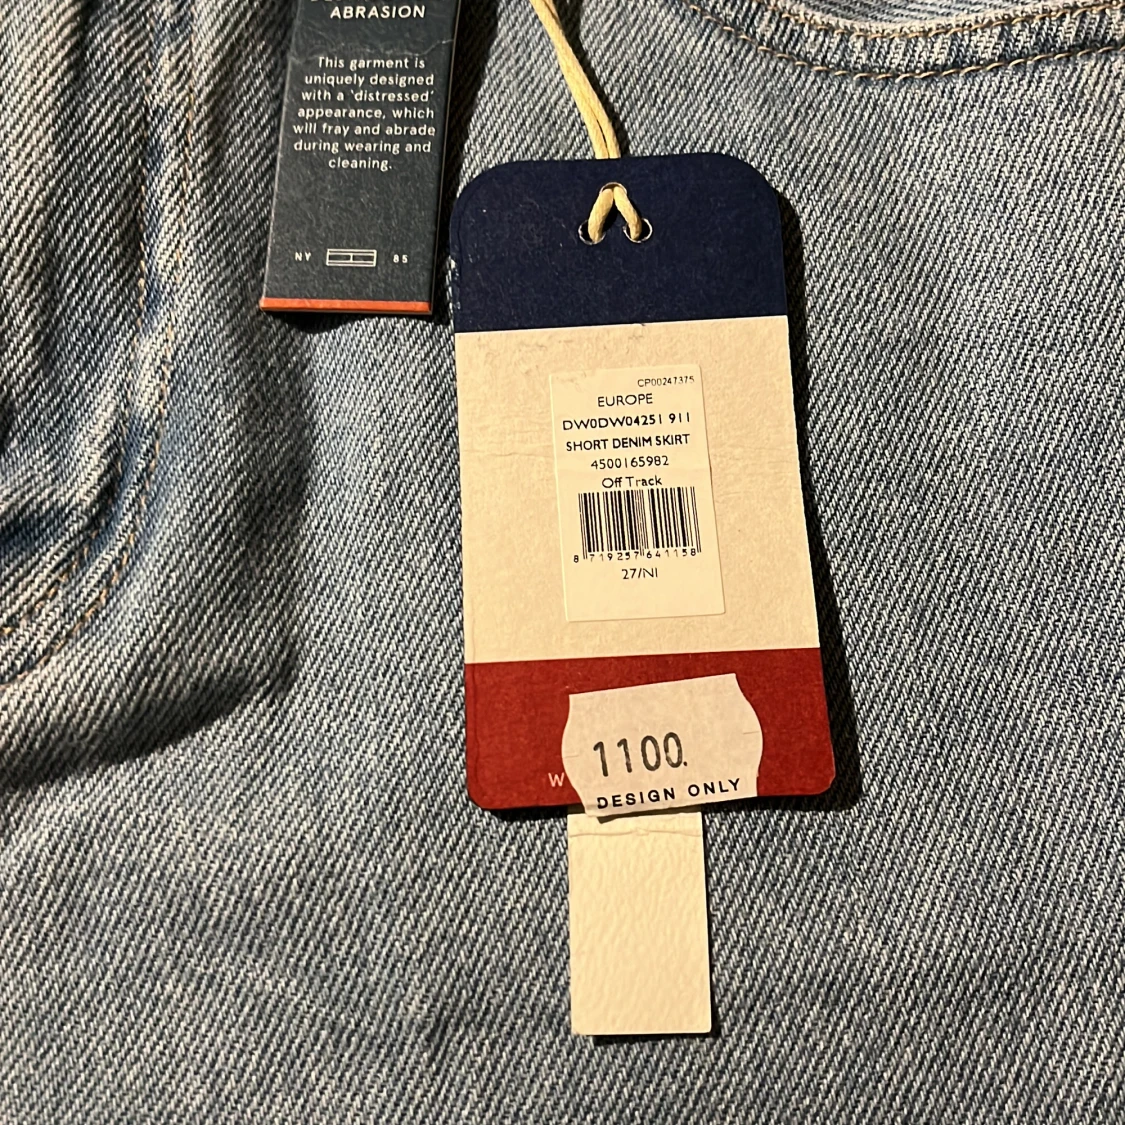 ABRASION
This garment is
uniquely designed
with a 'distressed'
appearance, which
will fray and abrade
during wearing and
cleaning.
NY 85
CP00247375
EUROPE
DW0DW04251 911
SHORT DENIM SKIRT
4500165982
Off Track
8 719257 641158
27/NI
1100.
W
DESIGN ONLY